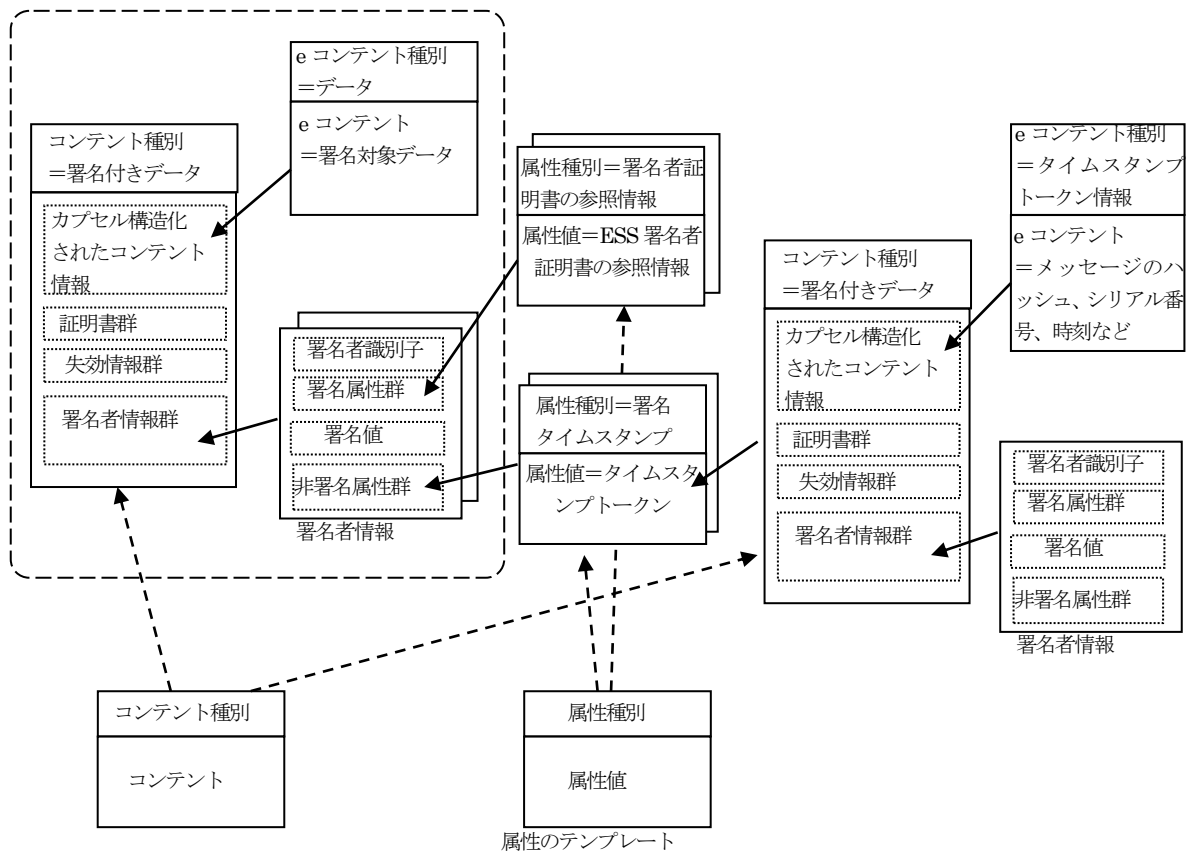 e コンテント種別
＝データ
e コンテント
＝署名対象データ
コンテント種別
＝署名付きデータ
カプセル構造化
されたコンテント
情報
証明書群
失効情報群
署名者情報群
署名者識別子
署名属性群
署名値
非署名属性群
署名者情報
属性種別＝署名者証
明書の参照情報
属性値＝ESS 署名者
証明書の参照情報
属性種別＝署名
タイムスタンプ
属性値＝タイムスタ
ンプトークン
コンテント種別
＝署名付きデータ
カプセル構造化
されたコンテント
情報
証明書群
失効情報群
署名者情報群
e コンテント種別
＝タイムスタンプ
トークン情報
e コンテント
＝メッセージのハ
ッシュ、シリアル番
号、時刻など
署名者識別子
署名属性群
署名値
非署名属性群
署名者情報
コンテント種別
コンテント
属性種別
属性値
属性のテンプレート